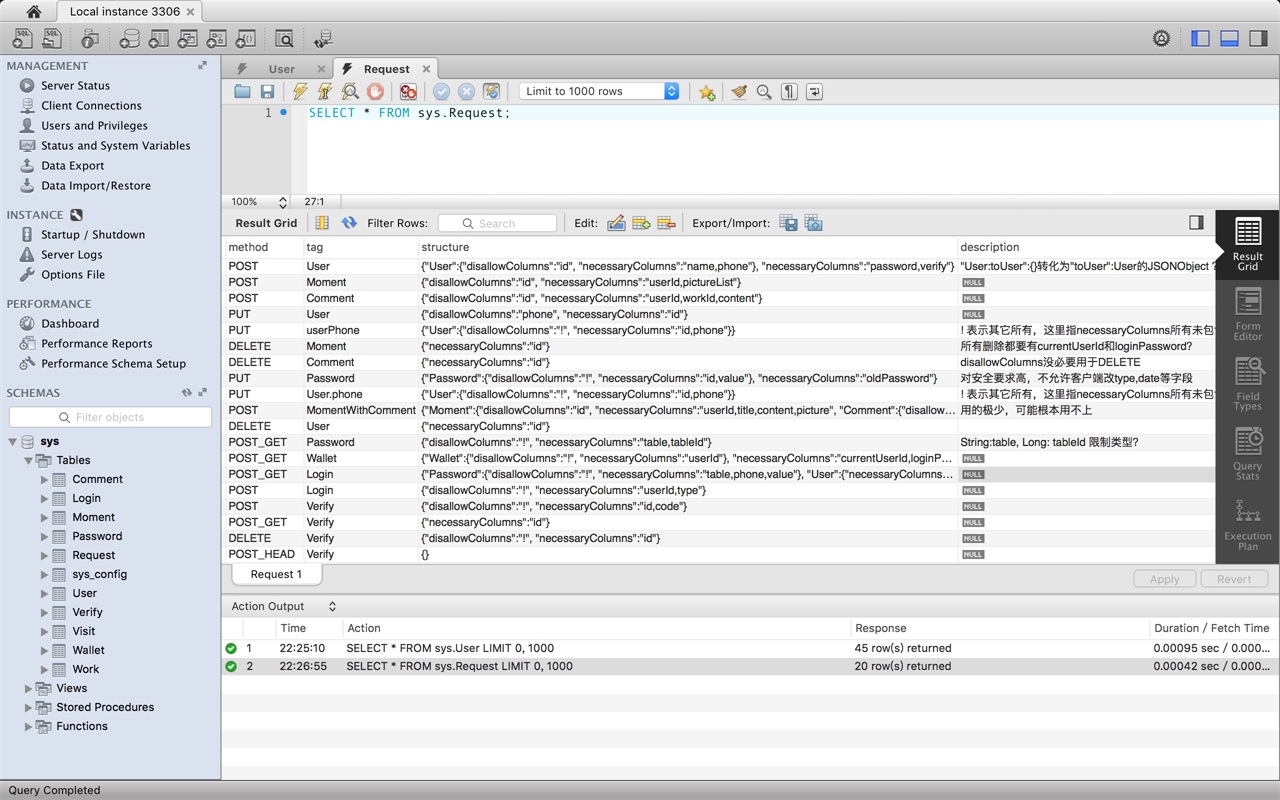 Local instance 3306
MANAGEMENT
Server Status
Client Connections
Users and Privileges
Status and System Variables
Data Export
Data Import/Restore
INSTANCE
Startup / Shutdown
Server Logs
Options File
PERFORMANCE
Dashboard
Performance Reports
Performance Schema Setup
SCHEMAS
Filter objects
sys
Tables
Comment
Login
Moment
Password
Request
sys_config
User
Verify
Visit
Wallet
Work
Views
Stored Procedures
Functions
User Request
Limit to 1000 rows
1 SELECT * FROM sys.Request;
100% 27:1
Result Grid Filter Rows: Search Edit: Export/Import:
method tag structure description
POST User {"User":{"disallowColumns":"id", "necessaryColumns":"name,phone"}, "necessaryColumns":"password,verify"} "User:toUser":{}转化为"toUser":User的JSONObject ?
POST Moment {"disallowColumns":"id", "necessaryColumns":"userId,pictureList"} NULL
POST Comment {"disallowColumns":"id", "necessaryColumns":"userId,workId,content"} NULL
PUT User {"disallowColumns":"phone", "necessaryColumns":"id"} NULL
PUT userPhone {"User":{"disallowColumns":"!", "necessaryColumns":"id,phone"}} ! 表示其它所有，这里指necessaryColumns所有未包
DELETE Moment {"necessaryColumns":"id"} 所有删除都要有currentUserId和loginPassword?
DELETE Comment {"necessaryColumns":"id"} disallowColumns没必要用于DELETE
PUT Password {"Password":{"disallowColumns":"!", "necessaryColumns":"id,value"}, "necessaryColumns":"oldPassword"} 对安全要求高，不允许客户端改type,date等字段
PUT User.phone {"User":{"disallowColumns":"!", "necessaryColumns":"id,phone"}} ! 表示其它所有，这里指necessaryColumns所有未包
POST MomentWithComment {"Moment":{"disallowColumns":"id", "necessaryColumns":"userId,title,content,picture", "Comment":{"disallow... 用的极少，可能根本用不上
DELETE User {"necessaryColumns":"id"}
POST_GET Password {"disallowColumns":"!", "necessaryColumns":"table,tableId"} String:table, Long: tableId 限制类型?
POST_GET Wallet {"Wallet":{"disallowColumns":"!", "necessaryColumns":"userId"}, "necessaryColumns":"currentUserId,loginP... NULL
POST_GET Login {"Password":{"disallowColumns":"!", "necessaryColumns":"table,phone,value"}, "User":{"necessaryColumns... NULL
POST Login {"disallowColumns":"!", "necessaryColumns":"userId,type"} NULL
POST Verify {"disallowColumns":"!", "necessaryColumns":"id,code"} NULL
POST_GET Verify {"necessaryColumns":"id"} NULL
DELETE Verify {"disallowColumns":"!", "necessaryColumns":"id"} NULL
POST_HEAD Verify {} NULL
Result
Grid
Form
Editor
Field
Types
Query
Stats
Execution
Plan
Request 1 Apply Revert
Action Output
Time Action Response Duration / Fetch Time
1 22:25:10 SELECT * FROM sys.User LIMIT 0, 1000 45 row(s) returned 0.00095 sec / 0.000...
2 22:26:55 SELECT * FROM sys.Request LIMIT 0, 1000 20 row(s) returned 0.00042 sec / 0.000...
Query Completed